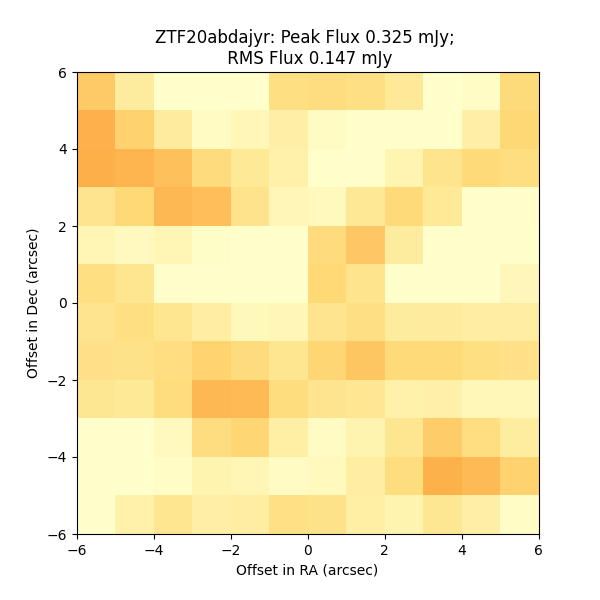 ZTF20abdajyr: Peak Flux 0.325 mJy;
RMS Flux 0.147 mJy
6
4
2
0
−2
−4
−6
Offset in Dec (arcsec)
−6 −4 −2 0 2 4 6
Offset in RA (arcsec)